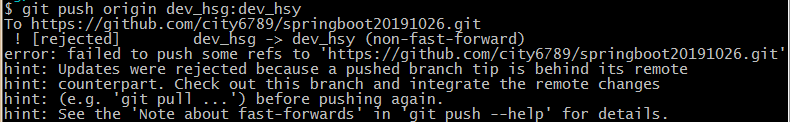 $ git push origin dev_hsg:dev_hsy
To https://github.com/city6789/springboot20191026.git
 ! [rejected]        dev_hsg -> dev_hsy (non-fast-forward)
error: failed to push some refs to 'https://github.com/city6789/springboot20191026.git'
hint: Updates were rejected because a pushed branch tip is behind its remote
hint: counterpart. Check out this branch and integrate the remote changes
hint: (e.g. 'git pull ...') before pushing again.
hint: See the 'Note about fast-forwards' in 'git push --help' for details.